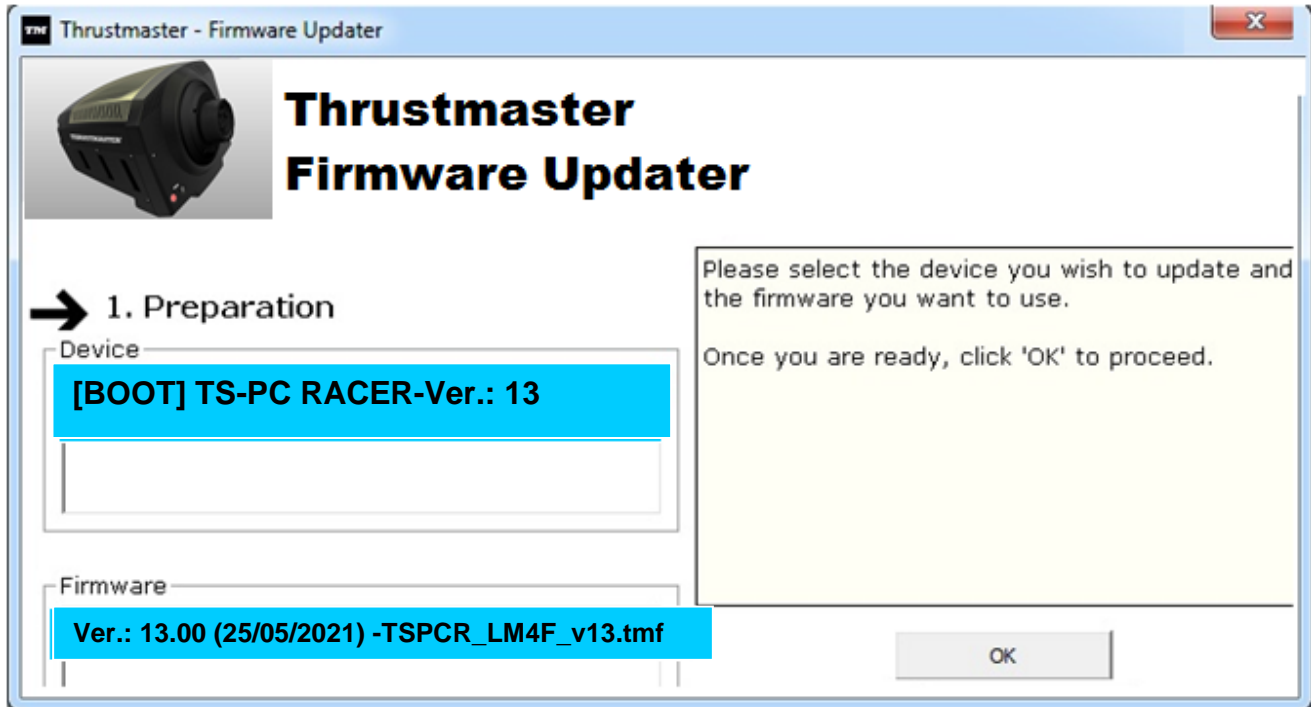 TM Thrustmaster - Firmware Updater
Thrustmaster
Firmware Updater
1. Preparation
Device
[BOOT] TS-PC RACER-Ver.: 13
Firmware
Ver.: 13.00 (25/05/2021) -TSPCR_LM4F_v13.tmf
Please select the device you wish to update and
the firmware you want to use.
Once you are ready, click 'OK' to proceed.
OK